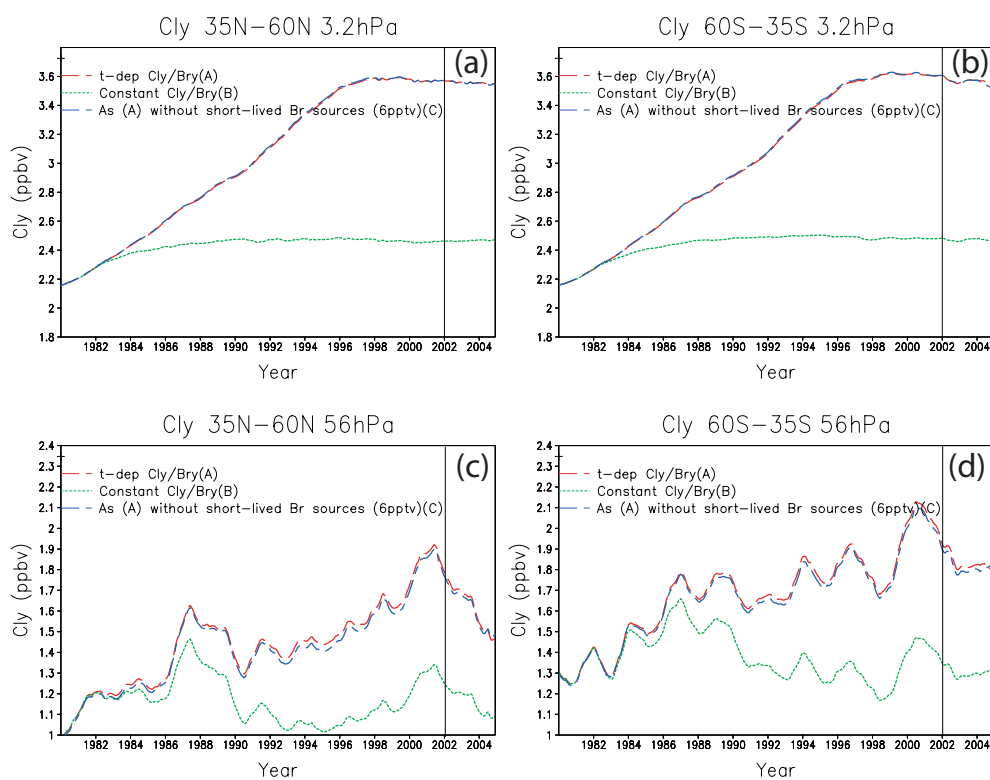 Cly 35N−60N 3.2hPa
(a)
t−dep Cly/Bry(A)
Constant Cly/Bry(B)
As (A) without short−lived Br sources (6pptv)(C)
Cly (ppbv)
3.6
3.4
3.2
3
2.8
2.6
2.4
2.2
2
1.8
1982 1984 1986 1988 1990 1992 1994 1996 1998 2000 2002 2004
Year
Cly 60S−35S 3.2hPa
(b)
t−dep Cly/Bry(A)
Constant Cly/Bry(B)
As (A) without short−lived Br sources (6pptv)(C)
Cly (ppbv)
3.6
3.4
3.2
3
2.8
2.6
2.4
2.2
2
1.8
1982 1984 1986 1988 1990 1992 1994 1996 1998 2000 2002 2004
Year
Cly 35N−60N 56hPa
(c)
t−dep Cly/Bry(A)
Constant Cly/Bry(B)
As (A) without short−lived Br sources (6pptv)(C)
Cly (ppbv)
2.4
2.3
2.2
2.1
2
1.9
1.8
1.7
1.6
1.5
1.4
1.3
1.2
1.1
1
1982 1984 1986 1988 1990 1992 1994 1996 1998 2000 2002 2004
Year
Cly 60S−35S 56hPa
(d)
t−dep Cly/Bry(A)
Constant Cly/Bry(B)
As (A) without short−lived Br sources (6pptv)(C)
Cly (ppbv)
2.4
2.3
2.2
2.1
2
1.9
1.8
1.7
1.6
1.5
1.4
1.3
1.2
1.1
1
1982 1984 1986 1988 1990 1992 1994 1996 1998 2000 2002 2004
Year